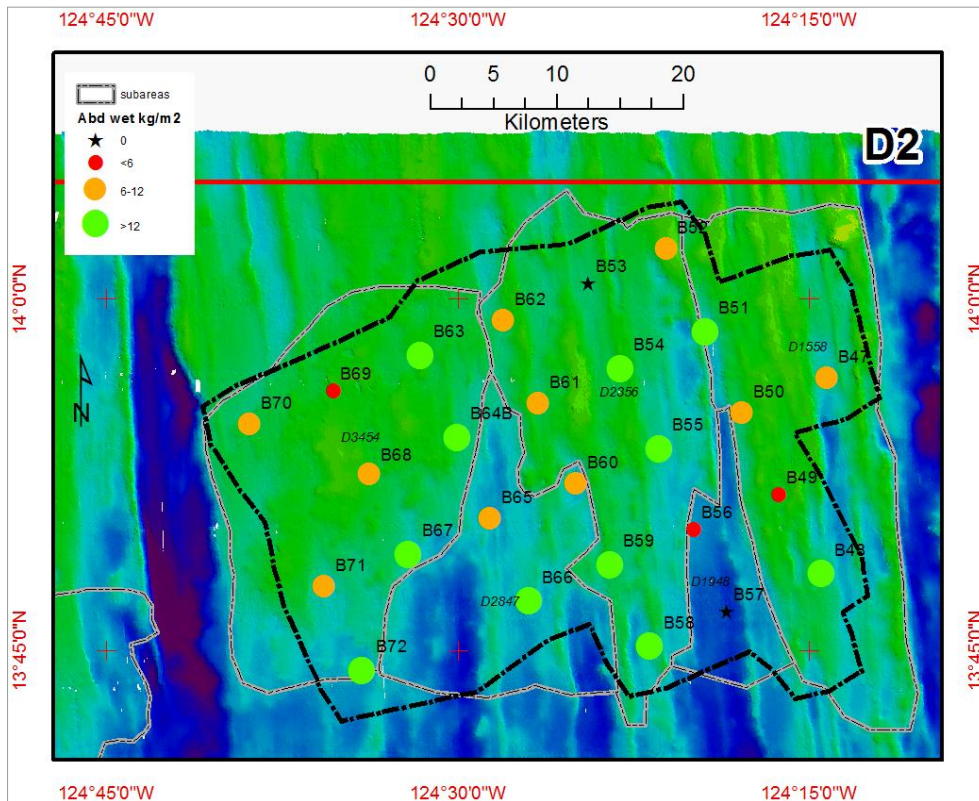 124°45'0"W 124°30'0"W 124°15'0"W
0 5 10 20
Kilometers
subareas
Abd wet kg/m2
0
<6
6-12
>12
D2
B52
B53
14°0'0"N 14°0'0"N
B62
B51
B63
B54
D1558
B47
B69
D2356
B61
B50
B70
B64B
D3454
B55
B68
B60
B49
B65
B56
B67
B59
B48
B71
D1948
B66
D2847
B57
B58
B72
13°45'0"N 13°45'0"N
N
124°45'0"W 124°30'0"W 124°15'0"W